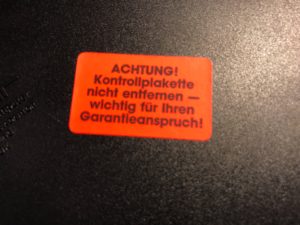 ACHTUNG!
Kontrollplakette
nicht entfernen —
wichtig für Ihren
Garantieanspruch!